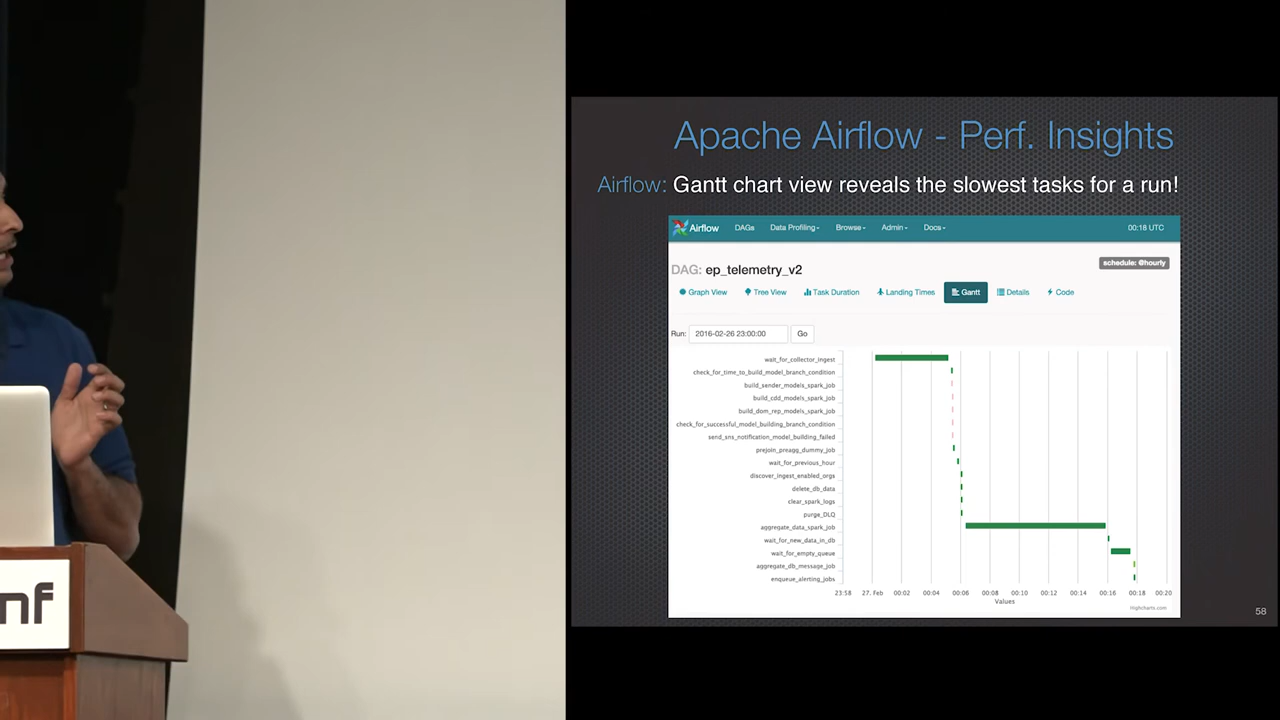 nf
Apache Airflow - Perf. Insights
Airflow: Gantt chart view reveals the slowest tasks for a run!
Airflow DAGs Data Profiling Browse Admin Docs 00:18 UTC
DAG: ep_telemetry_v2 schedule: @hourly
Graph View Tree View Task Duration Landing Times Gantt Details Code
Run: 2016-02-26 23:00:00 Go
wait_for_collector_ingest
check_for_time_to_build_model_branch_condition
build_sender_models_spark_job
build_cdd_models_spark_job
build_dom_rep_models_spark_job
check_for_successful_model_building_branch_condition
send_sns_notification_model_building_failed
prejoin_preagg_dummy_job
wait_for_previous_hour
discover_ingest_enabled_orgs
delete_db_data
clear_spark_logs
purge_DLQ
aggregate_data_spark_job
wait_for_new_data_in_db
wait_for_empty_queue
aggregate_db_message_job
enqueue_alerting_jobs
23:58 27. Feb 00:02 00:04 00:06 00:08 00:10 00:12 00:14 00:16 00:18 00:20
Values
Highcharts.com
58